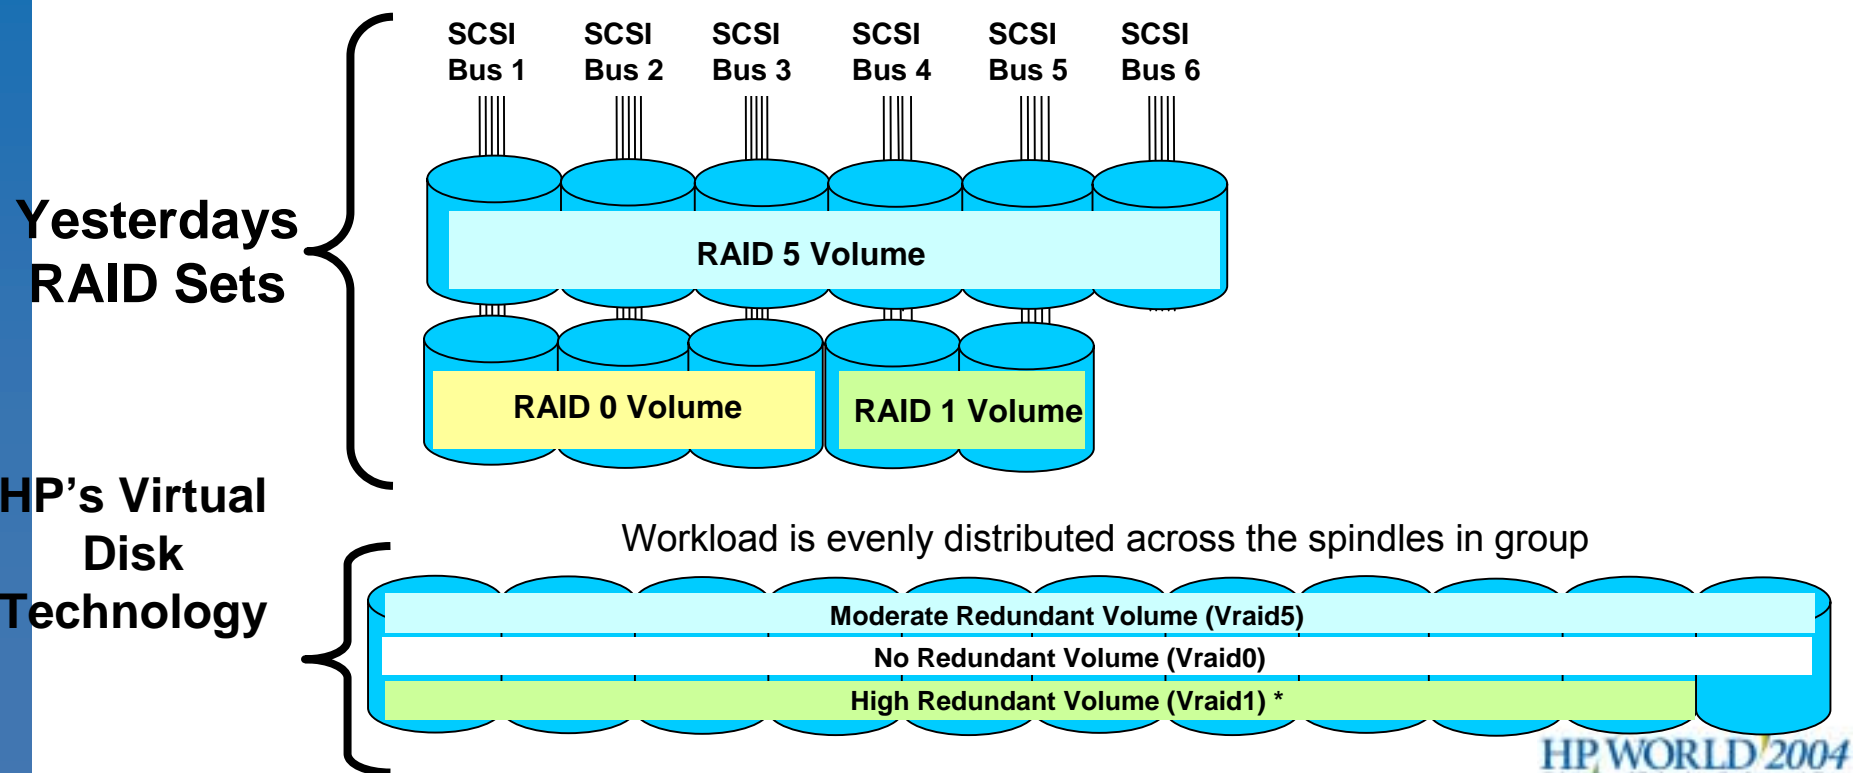 SCSI Bus 1
SCSI Bus 2
SCSI Bus 3
SCSI Bus 4
SCSI Bus 5
SCSI Bus 6
Yesterdays
RAID Sets
RAID 5 Volume
RAID 0 Volume
RAID 1 Volume
HP's Virtual
Disk
Technology
Workload is evenly distributed across the spindles in group
Moderate Redundant Volume (Vraid5)
No Redundant Volume (Vraid0)
High Redundant Volume (Vraid1) *
HP WORLD'2004